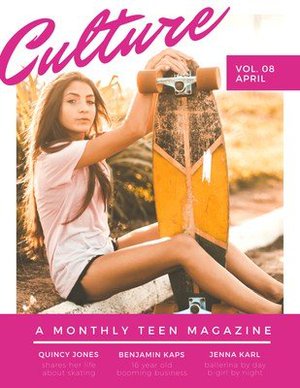 Culture
VOL. 08
APRIL
A MONTHLY TEEN MAGAZINE
QUINCY JONES
shares her life
about skating
BENJAMIN KAPS
16 year old
booming business
JENNA KARL
ballerina by day
b-girl by night